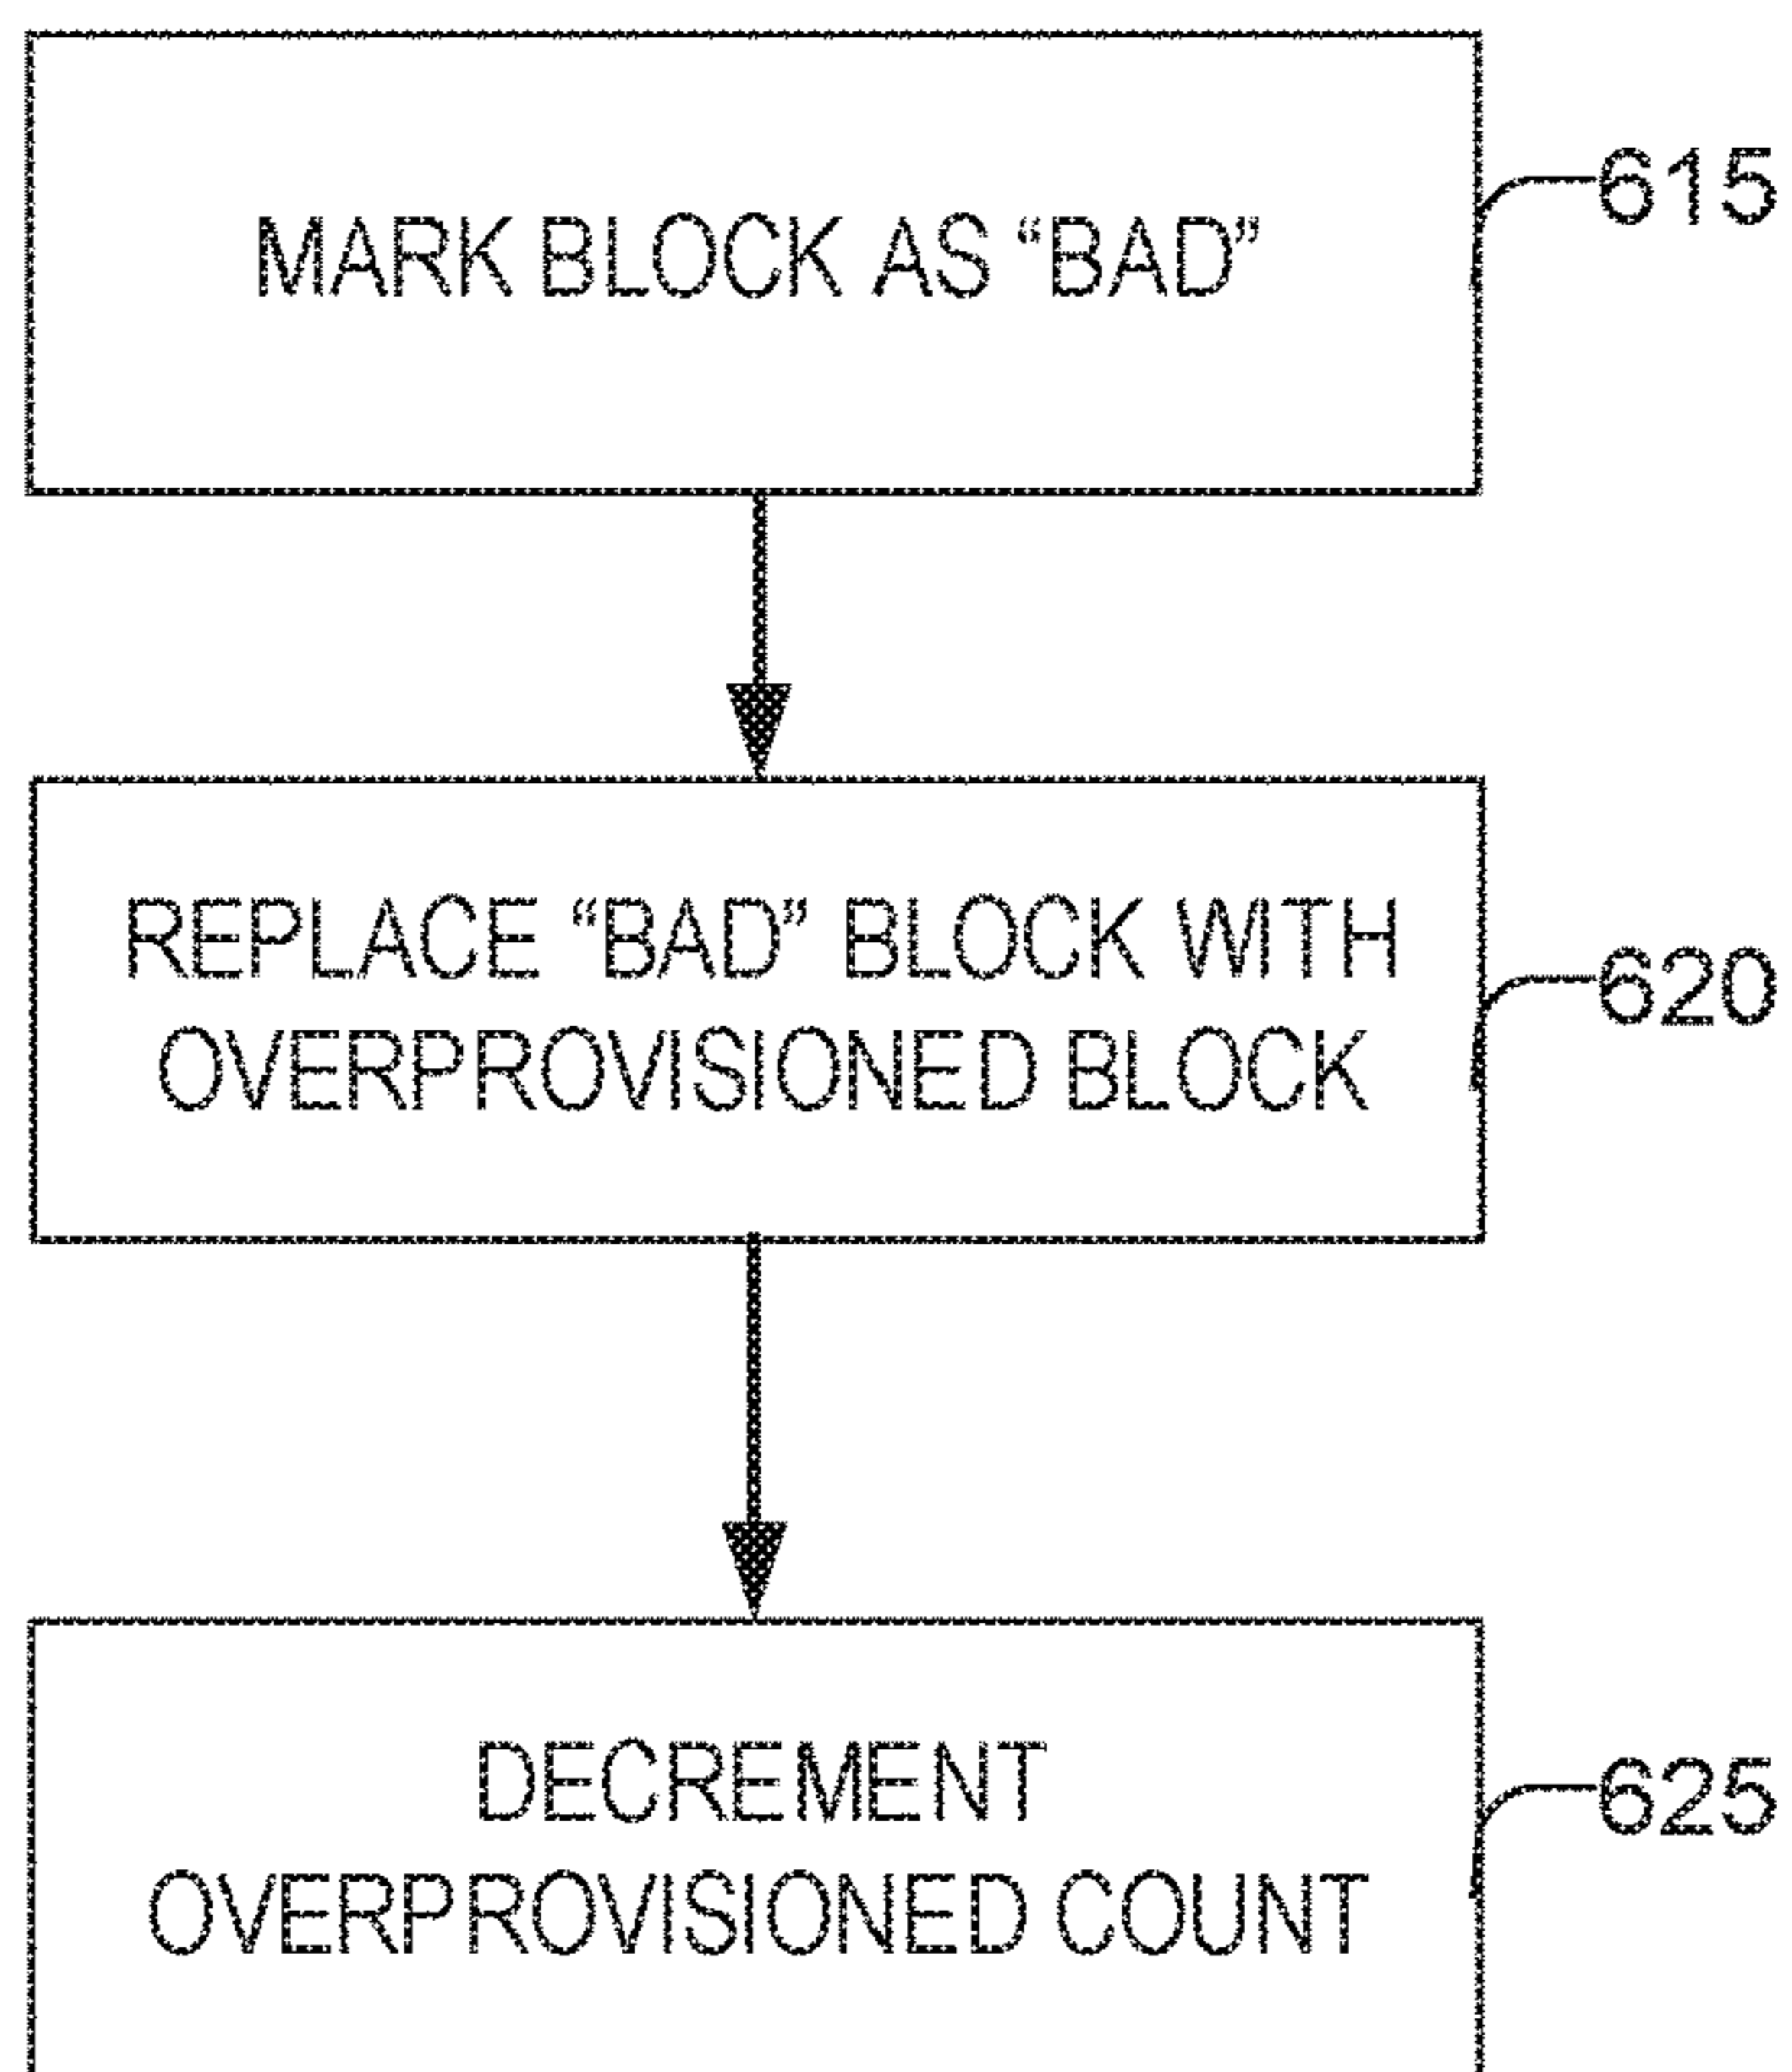 MARK BLOCK AS “BAD”
615
REPLACE “BAD” BLOCK WITH
OVERPROVISIONED BLOCK
620
DECREMENT
OVERPROVISIONED COUNT
625